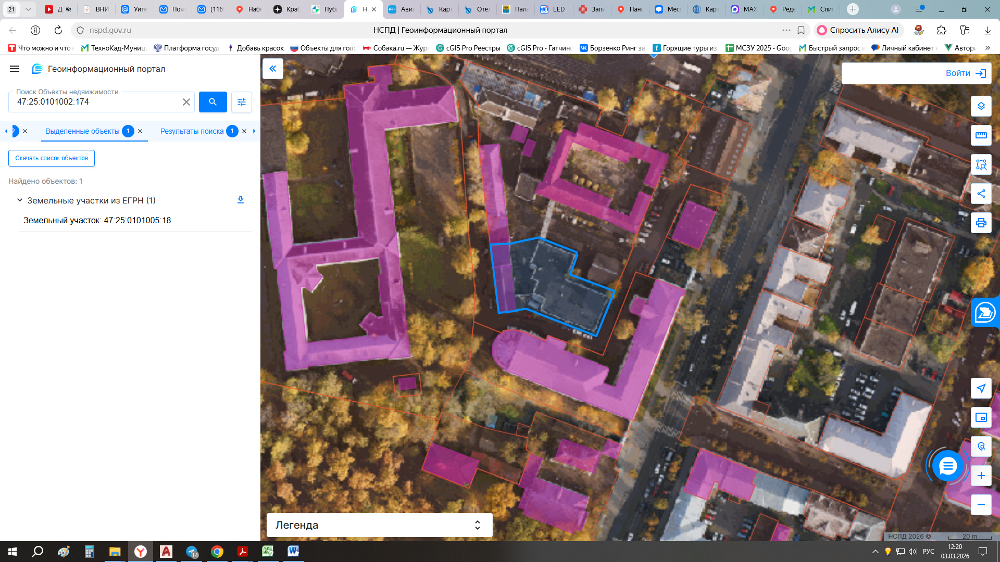 21
Д
ВНИ
Уитк
Почт
(116
Набе
Краб
Публ
Н
Авиа
Карт
Отел
Пала
LED
Запи
Пано
Месс
Карт
MAX
Реде
Спис
nspd.gov.ru
НСПД | Геоинформационный портал
Спросить Алису AI
Что можно и что
ТехноКад-Муниц
Платформа госуд
Добавь красок
Объекты для голо
Собака.ru — Журн
cGIS Pro Реестры
cGIS Pro - Гатчинс
Борзенко Ринг за
Горящие туры из
МСЗУ 2025 - Goog
Быстрый запрос и
Личный кабинет
Автори
»
Геоинформационный портал
Войти
Поиск Объекты недвижимости
47:25:0101002:174
2
Выделенные объекты 1
Результаты поиска 1
Скачать список объектов
Найдено объектов: 1
Земельные участки из ЕГРН (1)
Земельный участок: 47:25:0101005:18
Легенда
НСПД 2026 ©
20 m
14
РУС
12:20
03.03.2026